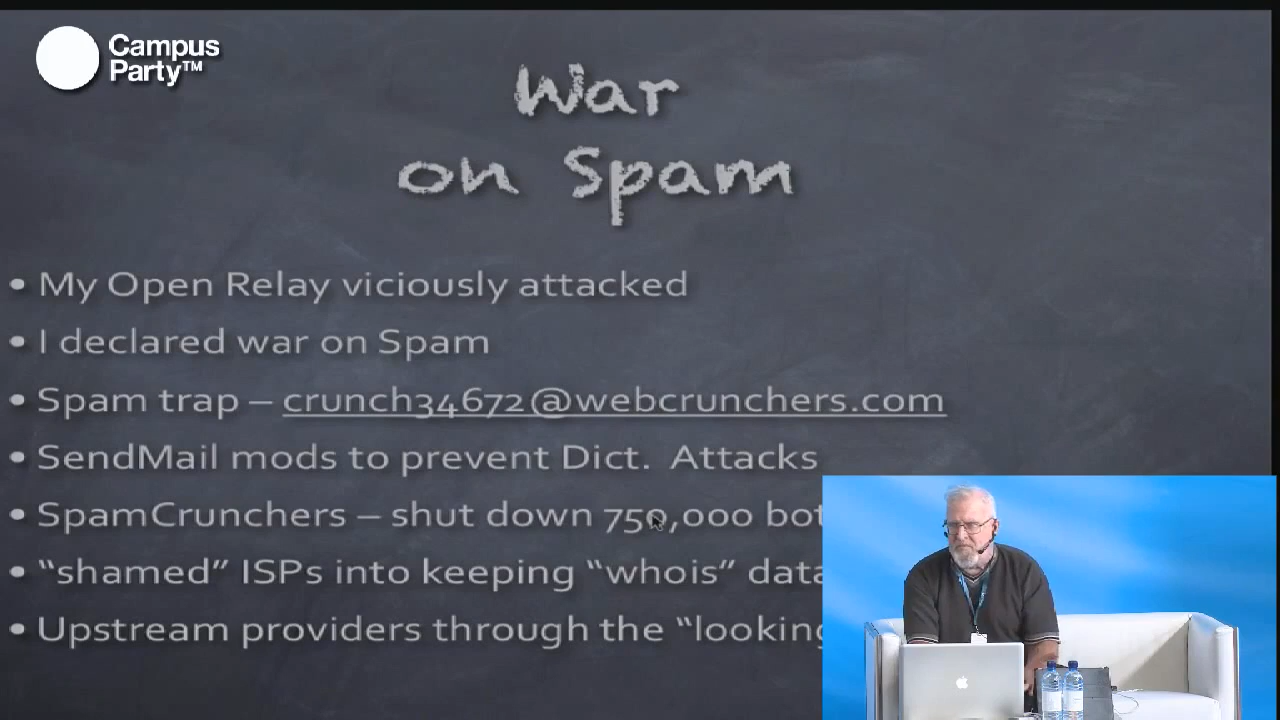 Campus
Party™
War
on Spam
• My Open Relay viciously attacked
• I declared war on Spam
• Spam trap – crunch34672@webcrunchers.com
• SendMail mods to prevent Dict. Attacks
• SpamCrunchers – shut down 750,000 bot
• “shamed” ISPs into keeping “whois” data
• Upstream providers through the “looking